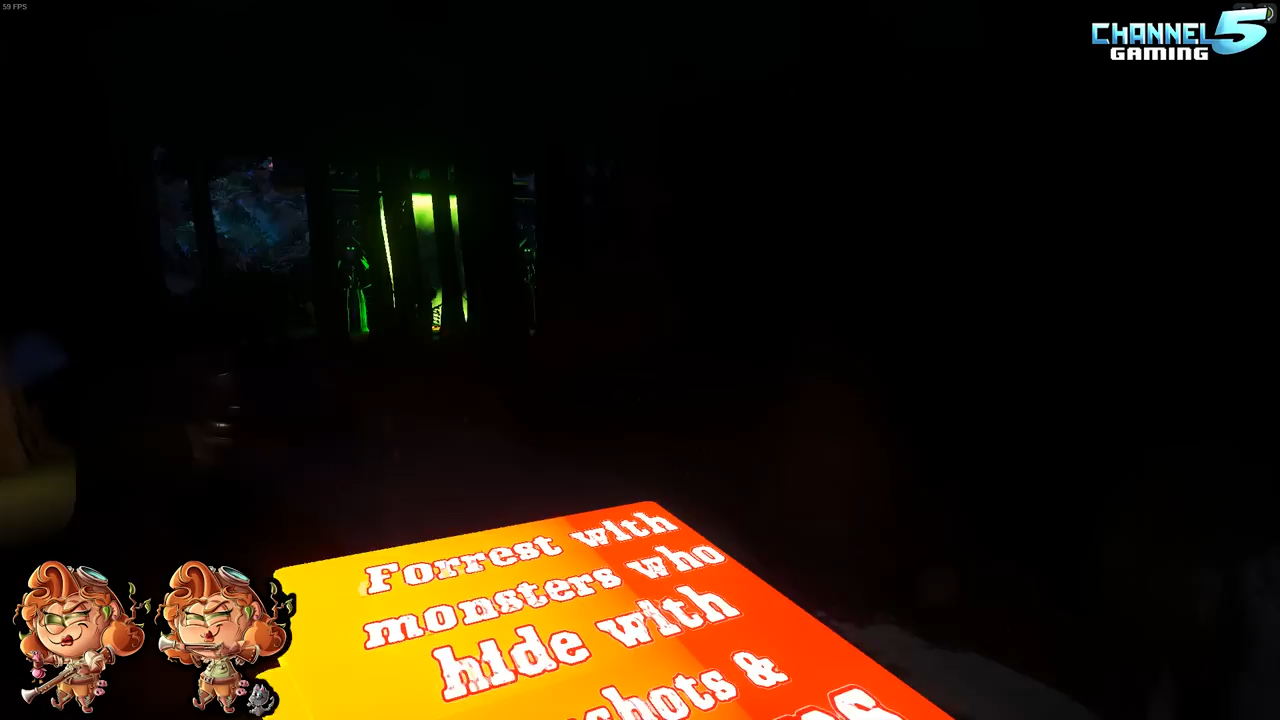 59 FPS
CHANNEL 5
GAMING
Forrest with
monsters who
hide with
shots &